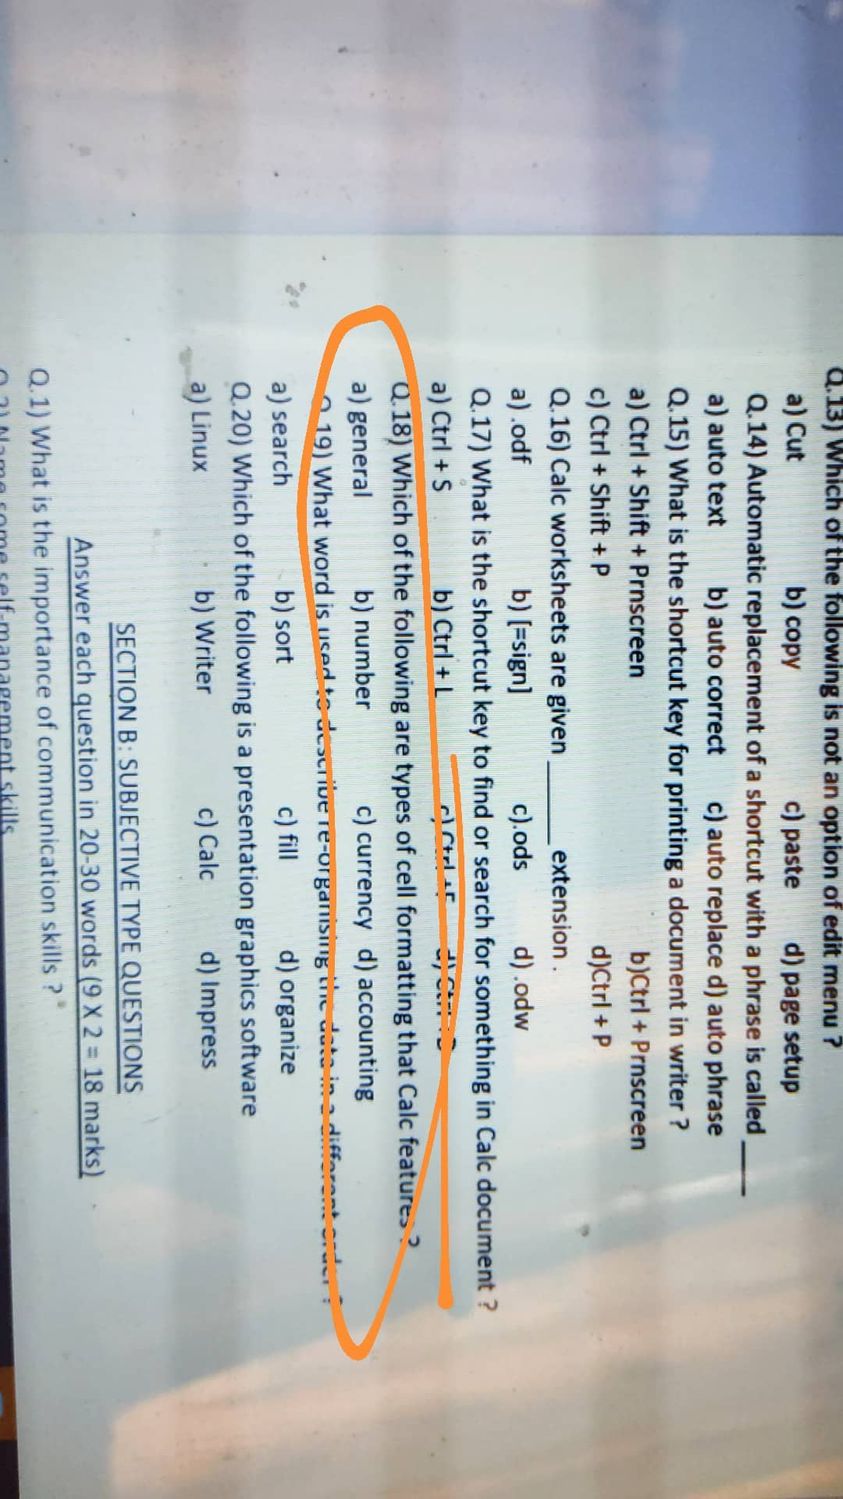 Q.13) Which of the following is not an option of edit menu ?
a) Cut b) copy c) paste d) page setup
Q.14) Automatic replacement of a shortcut with a phrase is called _____
a) auto text b) auto correct c) auto replace d) auto phrase
Q.15) What is the shortcut key for printing a document in writer ?
a) Ctrl + Shift + Prnscreen b)Ctrl + Prnscreen
c) Ctrl + Shift + P d)Ctrl + P
Q.16) Calc worksheets are given ________ extension .
a) .odf b) [=sign] c).ods d) .odw
Q.17) What is the shortcut key to find or search for something in Calc document ?
a) Ctrl + S b) Ctrl + L c) Ctrl +F d) Ctrl
Q.18) Which of the following are types of cell formatting that Calc features ?
a) general b) number c) currency d) accounting
Q.19) What word is used to describe re-organising the data in a different order ?
a) search b) sort c) fill d) organize
Q.20) Which of the following is a presentation graphics software
a) Linux b) Writer c) Calc d) Impress
SECTION B: SUBJECTIVE TYPE QUESTIONS
Answer each question in 20-30 words (9 X 2 = 18 marks)
Q.1) What is the importance of communication skills ?
Q.2) Name some self-management skills